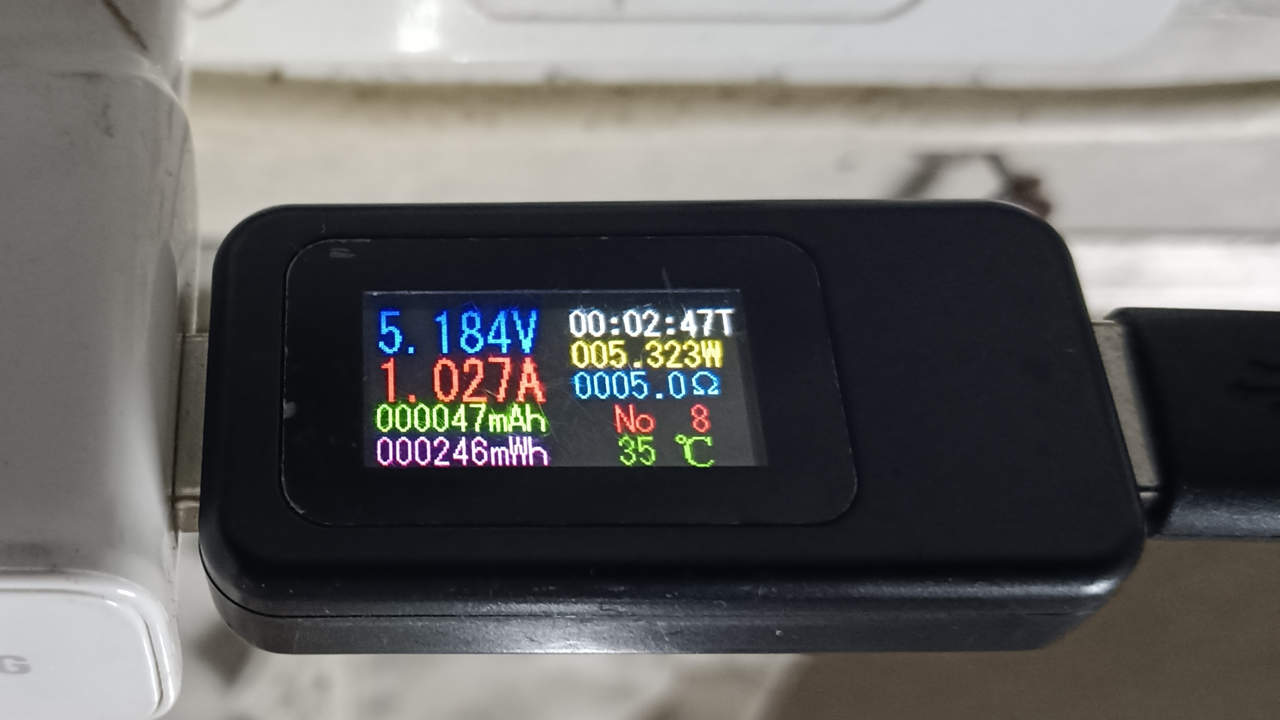 5.184V
1.027A
000047mAh
000246mWh
00:02:47T
005.323W
0005.0Ω
No 8
35 ℃
G